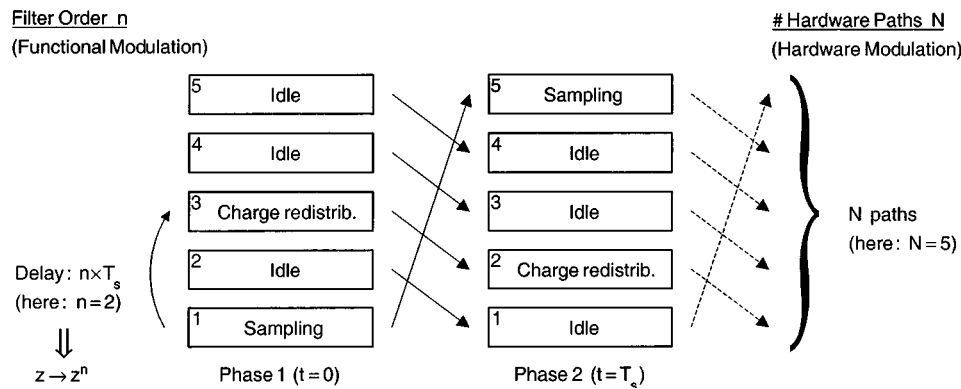 Filter Order n
(Functional Modulation)
# Hardware Paths N
(Hardware Modulation)
5 Idle
4 Idle
3 Charge redistrib.
2 Idle
1 Sampling
5 Sampling
4 Idle
3 Idle
2 Charge redistrib.
1 Idle
Delay: n×Ts
(here: n=2)
⇓
z → zⁿ
N paths
(here: N=5)
Phase 1 (t=0)
Phase 2 (t=Ts)